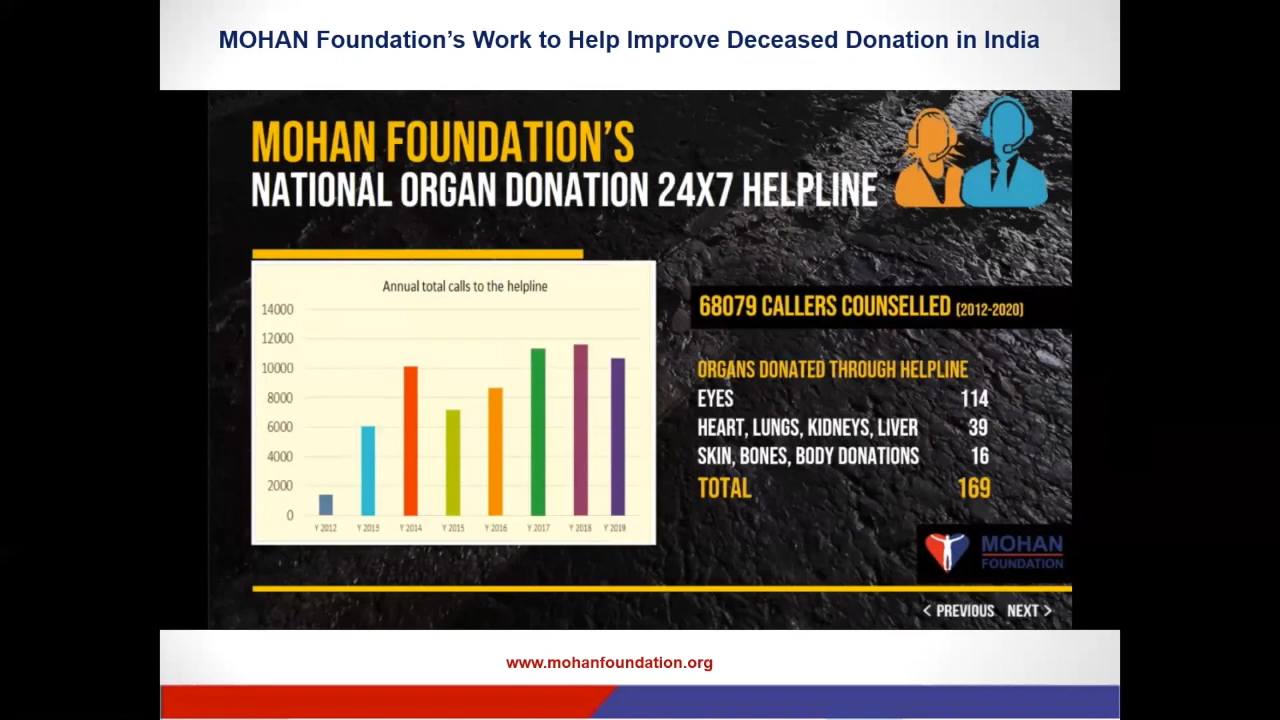 MOHAN Foundation’s Work to Help Improve Deceased Donation in India
MOHAN FOUNDATION’S
NATIONAL ORGAN DONATION 24X7 HELPLINE
Annual total calls to the helpline
14000
12000
10000
8000
6000
4000
2000
0
Y 2012 Y 2013 Y 2014 Y 2015 Y 2016 Y 2017 Y 2018 Y 2019
68079 CALLERS COUNSELLED (2012-2020)
ORGANS DONATED THROUGH HELPLINE
EYES 114
HEART, LUNGS, KIDNEYS, LIVER 39
SKIN, BONES, BODY DONATIONS 16
TOTAL 169
MOHAN
FOUNDATION
< PREVIOUS NEXT >
www.mohanfoundation.org